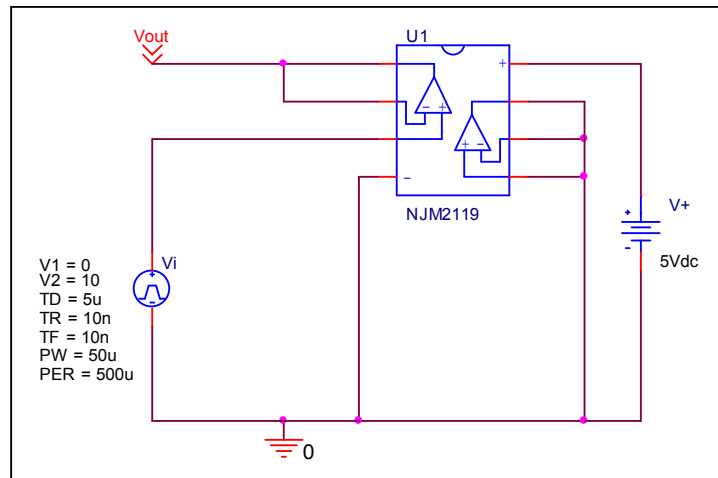 Vout
U1
+
- +
+ -
-
NJM2119
V+
+
-
5Vdc
Vi
+
-
V1 = 0
V2 = 10
TD = 5u
TR = 10n
TF = 10n
PW = 50u
PER = 500u
0